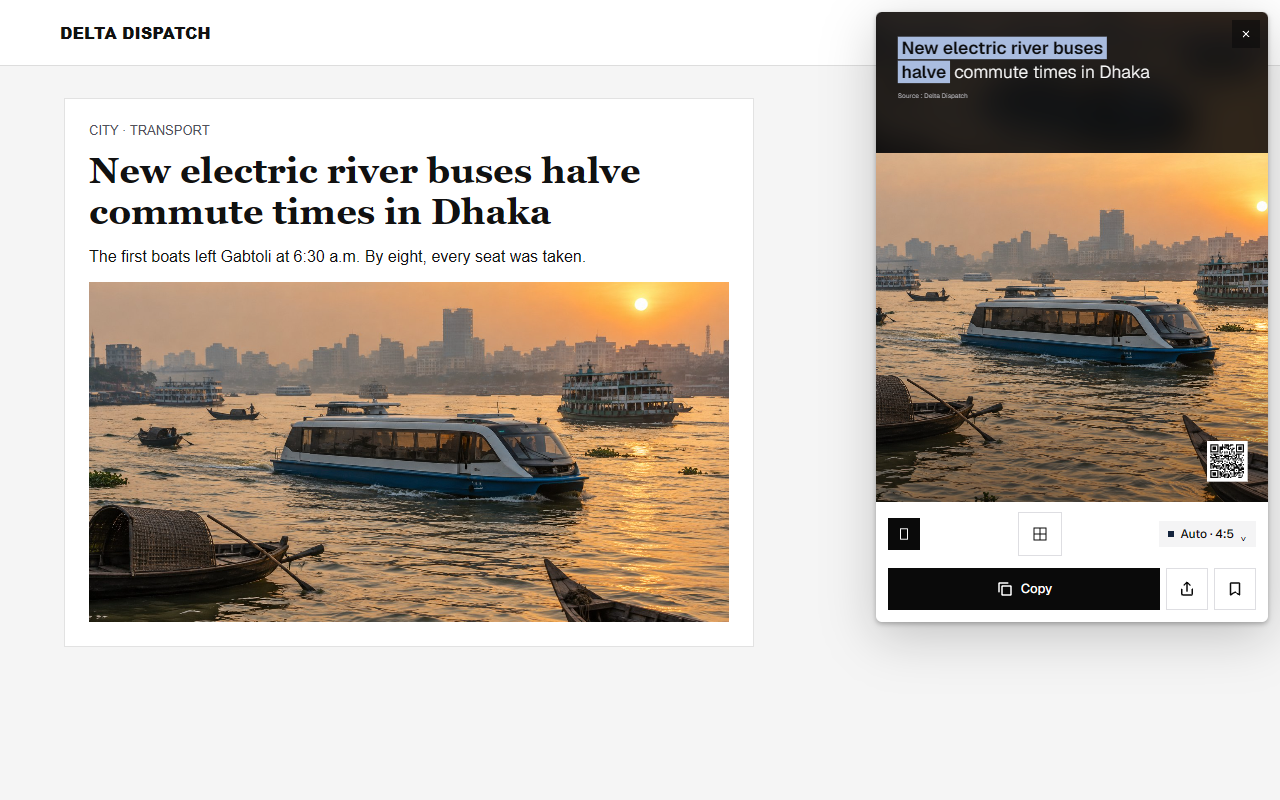 DELTA DISPATCH
CITY · TRANSPORT
New electric river buses halve
commute times in Dhaka
The first boats left Gabtoli at 6:30 a.m. By eight, every seat was taken.
New electric river buses
halve commute times in Dhaka
Source : Delta Dispatch
Auto · 4:5
Copy